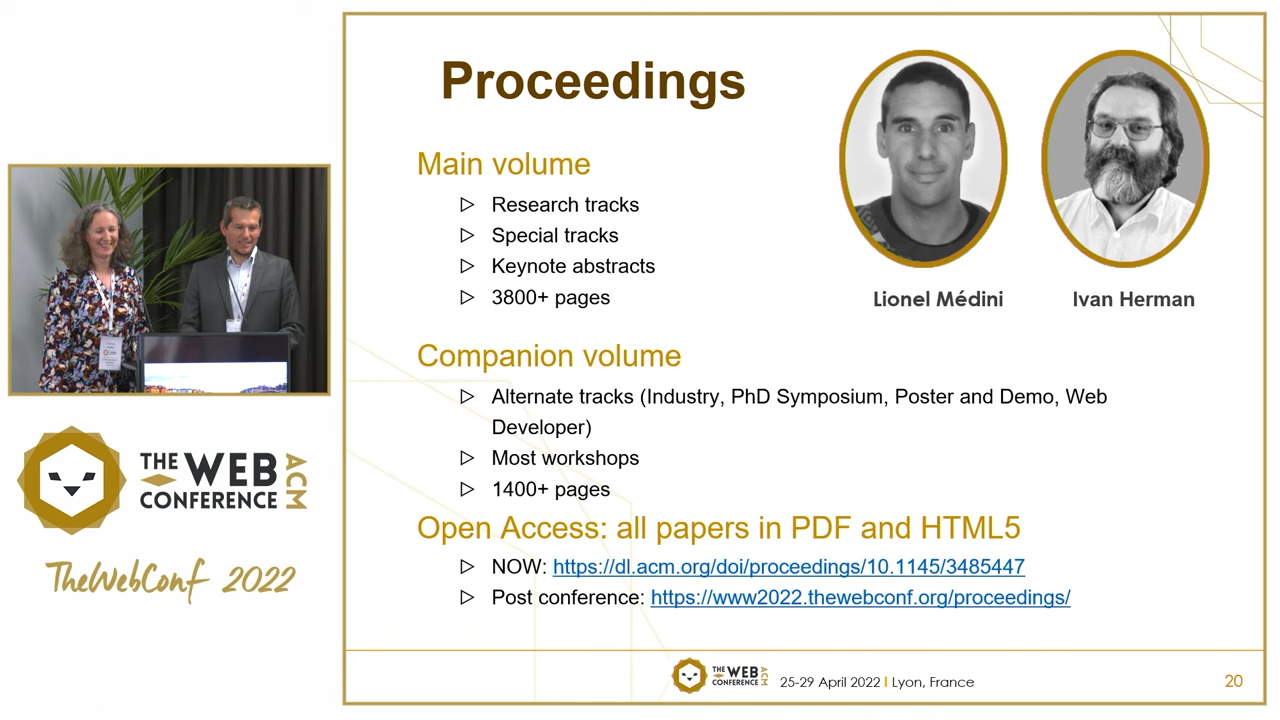 Proceedings
Main volume
▷ Research tracks
▷ Special tracks
▷ Keynote abstracts
▷ 3800+ pages
Lionel Médini
Ivan Herman
Companion volume
▷ Alternate tracks (Industry, PhD Symposium, Poster and Demo, Web
Developer)
▷ Most workshops
▷ 1400+ pages
Open Access: all papers in PDF and HTML5
▷ NOW: https://dl.acm.org/doi/proceedings/10.1145/3485447
▷ Post conference: https://www2022.thewebconf.org/proceedings/
THE WEB
CONFERENCE
ACM
TheWebConf 2022
THE WEB
CONFERENCE
ACM
25-29 April 2022 | Lyon, France
20